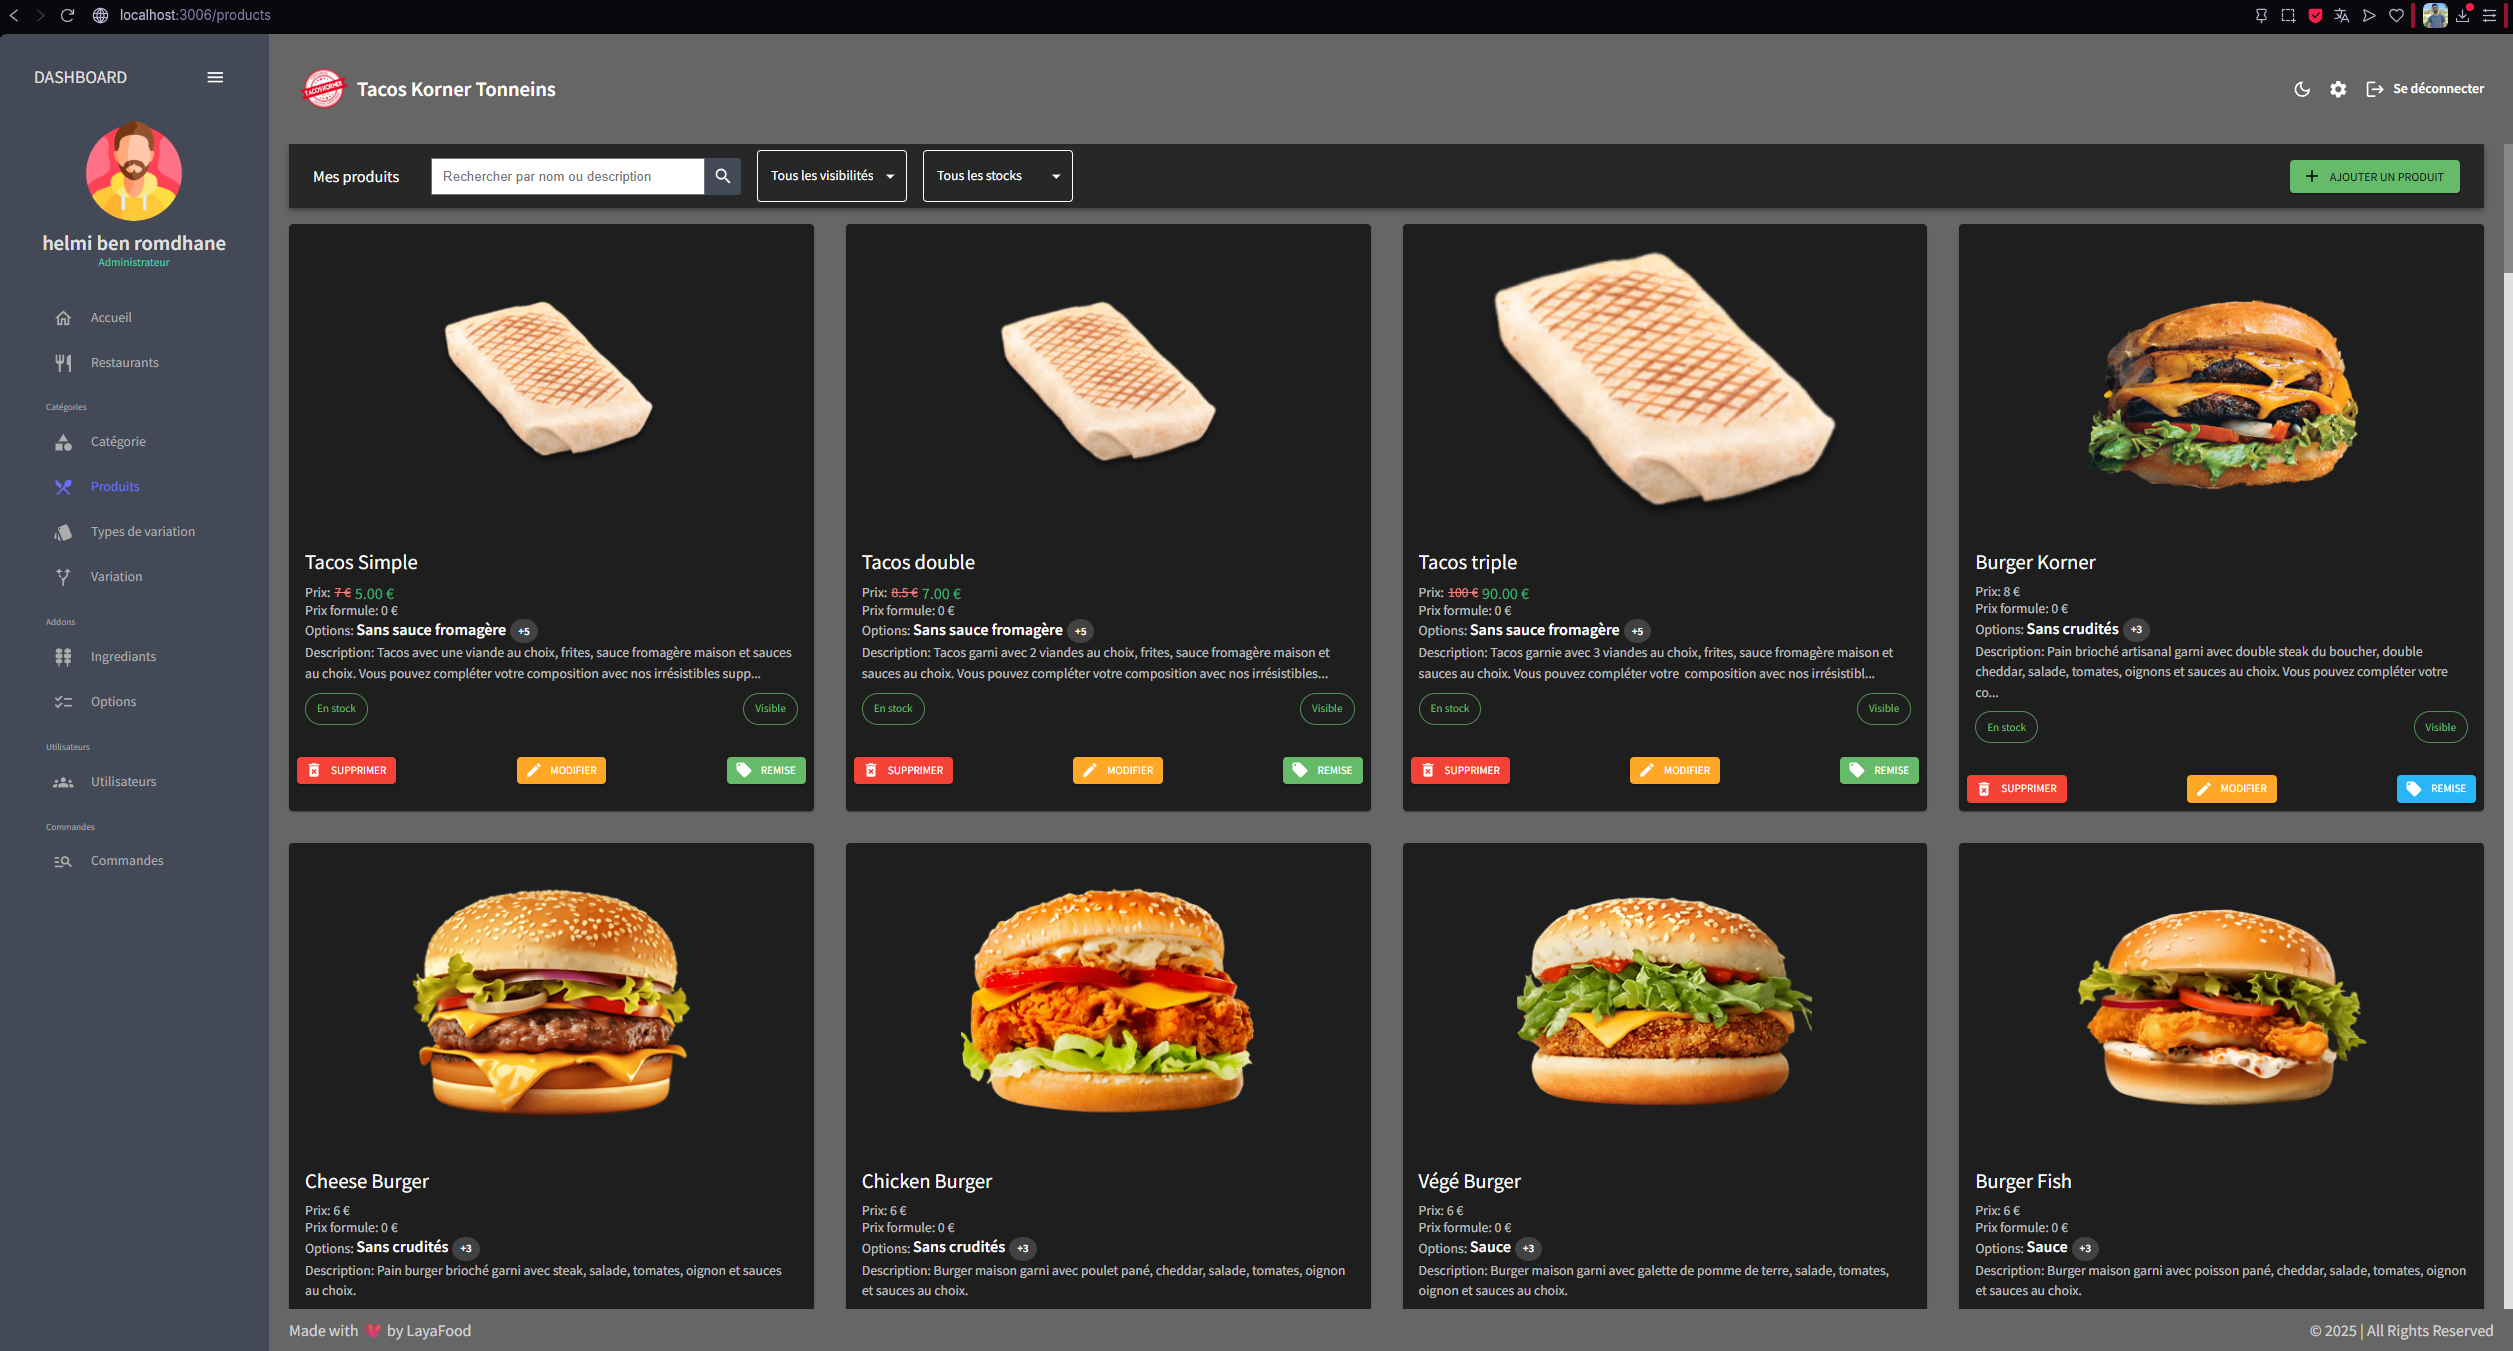 localhost:3006/products
DASHBOARD
TACOS KORNER
Tacos Korner Tonneins
Se déconnecter
helmi ben romdhane
Administrateur
Accueil
Restaurants
Catégories
Catégorie
Produits
Types de variation
Variation
Addons
Ingrediants
Options
Utilisateurs
Utilisateurs
Commandes
Commandes
Mes produits
Rechercher par nom ou description
Tous les visibilités
Tous les stocks
AJOUTER UN PRODUIT
Tacos Simple
Prix: 7 € 5.00 €
Prix formule: 0 €
Options: Sans sauce fromagère +5
Description: Tacos avec une viande au choix, frites, sauce fromagère maison et sauces
au choix. Vous pouvez compléter votre composition avec nos irrésistibles supp...
En stock
Visible
SUPPRIMER
MODIFIER
REMISE
Tacos double
Prix: 8.5 € 7.00 €
Prix formule: 0 €
Options: Sans sauce fromagère +5
Description: Tacos garni avec 2 viandes au choix, frites, sauce fromagère maison et
sauces au choix. Vous pouvez compléter votre composition avec nos irrésistibles...
En stock
Visible
SUPPRIMER
MODIFIER
REMISE
Tacos triple
Prix: 100 € 90.00 €
Prix formule: 0 €
Options: Sans sauce fromagère +5
Description: Tacos garnie avec 3 viandes au choix, frites, sauce fromagère maison et
sauces au choix. Vous pouvez compléter votre composition avec nos irrésistibl...
En stock
Visible
SUPPRIMER
MODIFIER
REMISE
Burger Korner
Prix: 8 €
Prix formule: 0 €
Options: Sans crudités +3
Description: Pain brioché artisanal garni avec double steak du boucher, double
cheddar, salade, tomates, oignons et sauces au choix. Vous pouvez compléter votre
co...
En stock
Visible
SUPPRIMER
MODIFIER
REMISE
Cheese Burger
Prix: 6 €
Prix formule: 0 €
Options: Sans crudités +3
Description: Pain burger brioché garni avec steak, salade, tomates, oignon et sauces
au choix.
Chicken Burger
Prix: 6 €
Prix formule: 0 €
Options: Sans crudités +3
Description: Burger maison garni avec poulet pané, cheddar, salade, tomates, oignon
et sauces au choix.
Végé Burger
Prix: 6 €
Prix formule: 0 €
Options: Sauce +3
Description: Burger maison garni avec galette de pomme de terre, salade, tomates,
oignon et sauces au choix.
Burger Fish
Prix: 6 €
Prix formule: 0 €
Options: Sauce +3
Description: Burger maison garni avec poisson pané, cheddar, salade, tomates, oignon
et sauces au choix.
Made with 💗 by LayaFood
© 2025 | All Rights Reserved